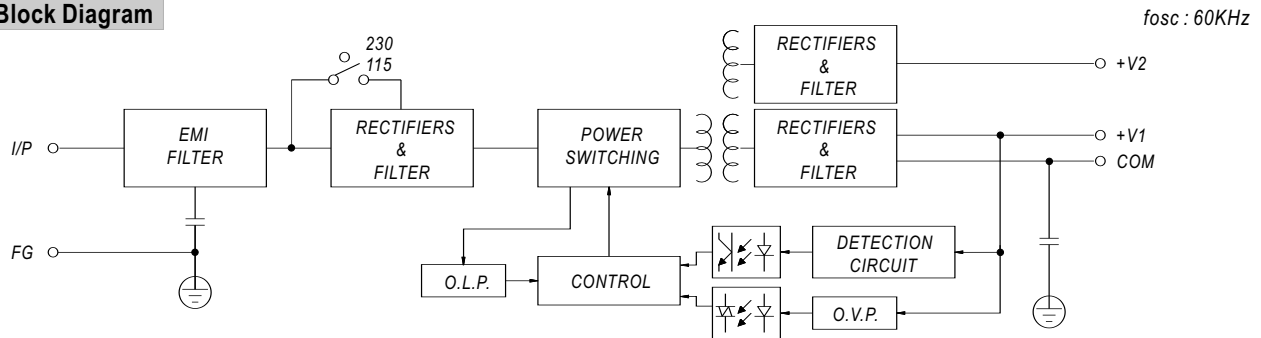 Block Diagram
fosc : 60KHz
230
115
I/P
EMI
FILTER
RECTIFIERS
&
FILTER
POWER
SWITCHING
RECTIFIERS
&
FILTER
+V2
RECTIFIERS
&
FILTER
+V1
COM
FG
O.L.P.
CONTROL
DETECTION
CIRCUIT
O.V.P.